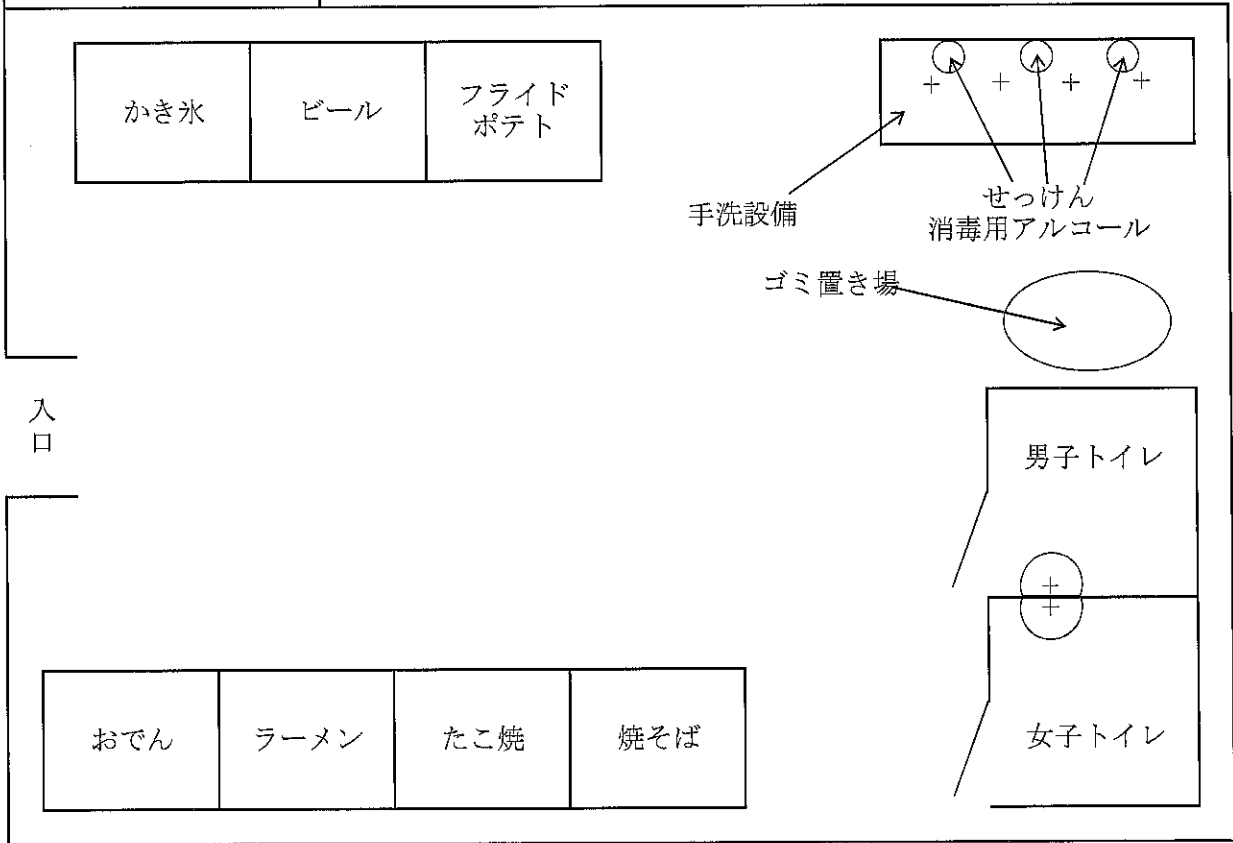 かき氷
ビール
フライド
ポテト
手洗設備
せっけん
消毒用アルコール
ゴミ置き場
入
口
男子トイレ
おでん
ラーメン
たこ焼
焼そば
女子トイレ